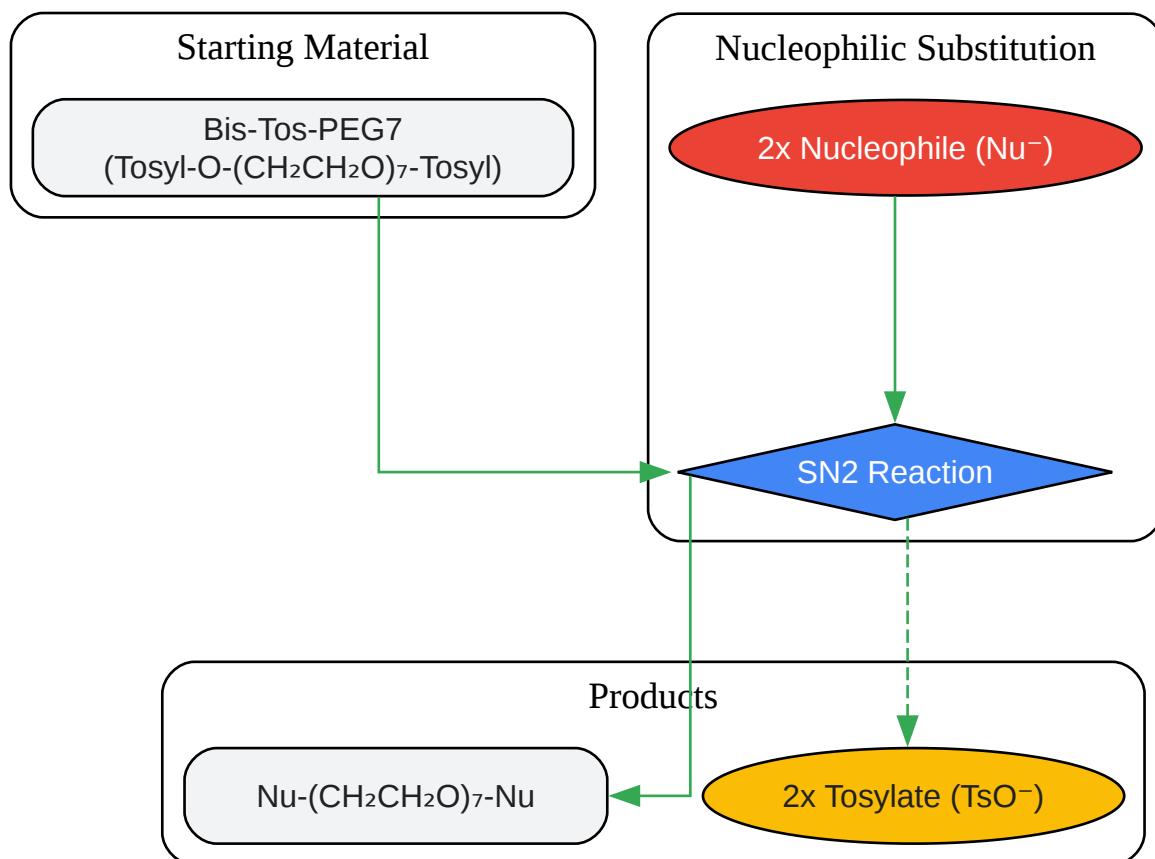 Starting Material
Bis-Tos-PEG7
(Tosyl-O-(CH₂CH₂O)₇-Tosyl)
Nucleophilic Substitution
2x Nucleophile (Nu⁻)
SN2 Reaction
Products
Nu-(CH₂CH₂O)₇-Nu
2x Tosylate (TsO⁻)